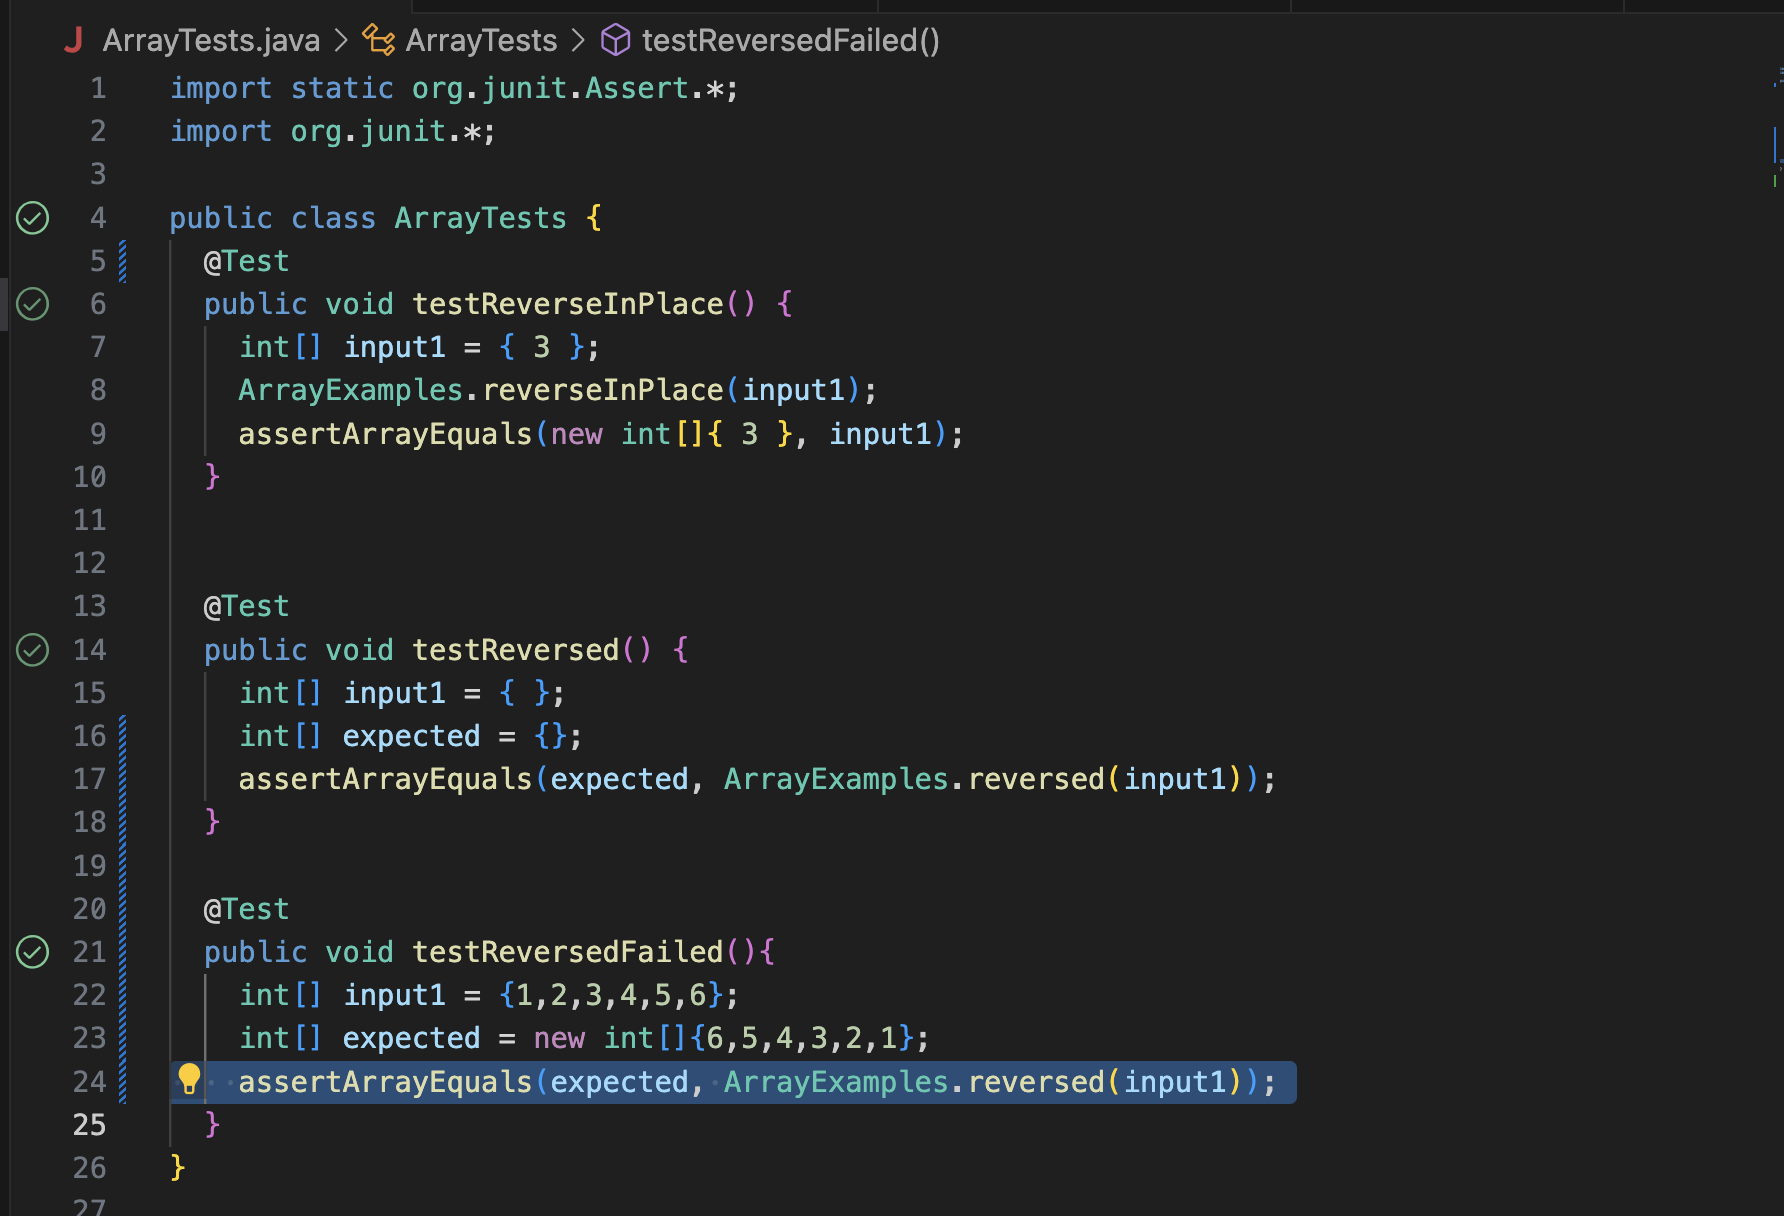 ArrayTests.java > ArrayTests > testReversedFailed()
1 import static org.junit.Assert.*;
2 import org.junit.*;
3
4 public class ArrayTests {
5 @Test
6 public void testReverseInPlace() {
7 int[] input1 = { 3 };
8 ArrayExamples.reverseInPlace(input1);
9 assertArrayEquals(new int[]{ 3 }, input1);
10 }
11
12
13 @Test
14 public void testReversed() {
15 int[] input1 = { };
16 int[] expected = {};
17 assertArrayEquals(expected, ArrayExamples.reversed(input1));
18 }
19
20 @Test
21 public void testReversedFailed(){
22 int[] input1 = {1,2,3,4,5,6};
23 int[] expected = new int[]{6,5,4,3,2,1};
24 assertArrayEquals(expected, ArrayExamples.reversed(input1));
25 }
26 }
27